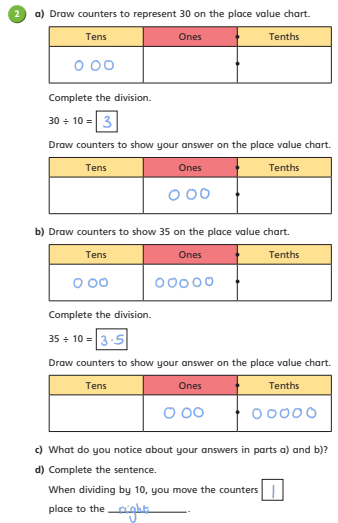 2 a) Draw counters to represent 30 on the place value chart.
Tens Ones Tenths
Complete the division.
30 ÷ 10 = 3
Draw counters to show your answer on the place value chart.
Tens Ones Tenths
b) Draw counters to show 35 on the place value chart.
Tens Ones Tenths
Complete the division.
35 ÷ 10 = 3.5
Draw counters to show your answer on the place value chart.
Tens Ones Tenths
c) What do you notice about your answers in parts a) and b)?
d) Complete the sentence.
When dividing by 10, you move the counters 1
place to the right.